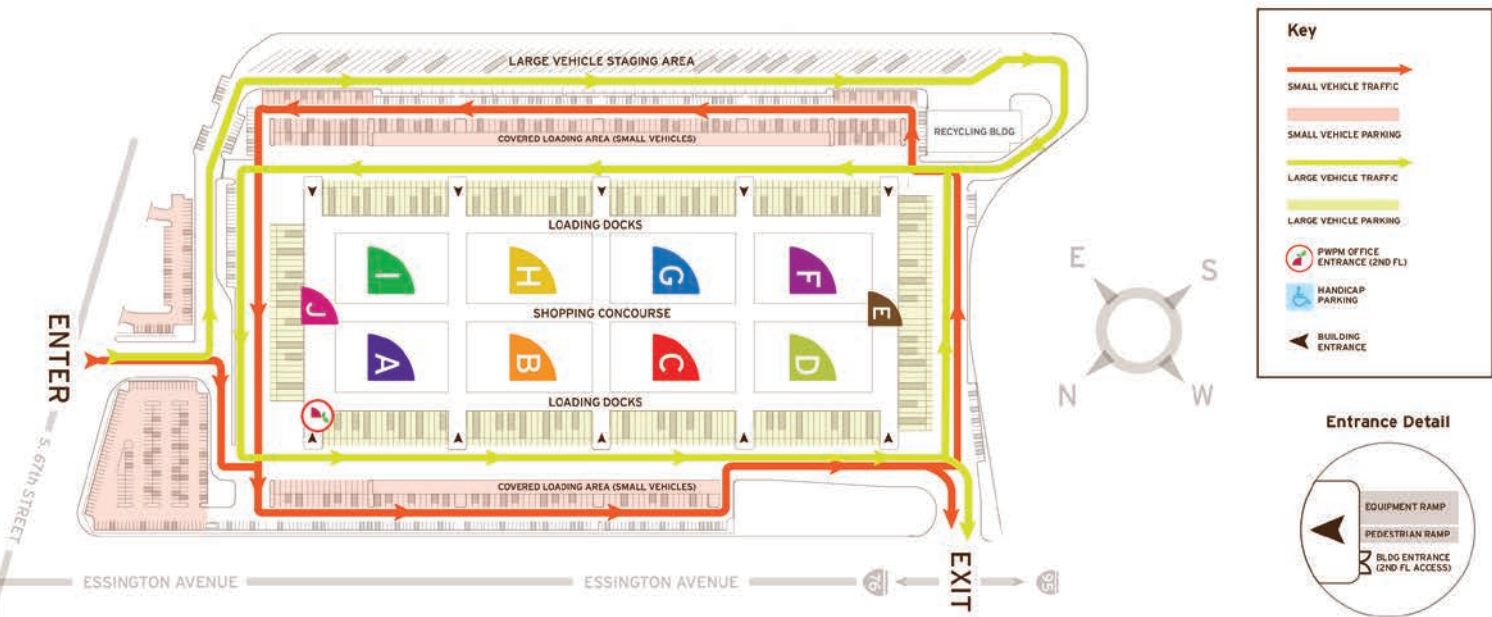 LARGE VEHICLE STAGING AREA
RECYCLING BLDG
COVERED LOADING AREA (SMALL VEHICLES)
LOADING DOCKS
I
H
G
F
J
SHOPPING CONCOURSE
E
A
B
C
D
LOADING DOCKS
COVERED LOADING AREA (SMALL VEHICLES)
ENTER
S. 67th STREET
ESSINGTON AVENUE
ESSINGTON AVENUE
76
EXIT
95
E
S
N
W
Key
SMALL VEHICLE TRAFFIC
SMALL VEHICLE PARKING
LARGE VEHICLE TRAFFIC
LARGE VEHICLE PARKING
PWPM OFFICE
ENTRANCE (2ND FL)
HANDICAP
PARKING
BUILDING
ENTRANCE
Entrance Detail
EQUIPMENT RAMP
PEDESTRIAN RAMP
BLDG ENTRANCE
(2ND FL ACCESS)